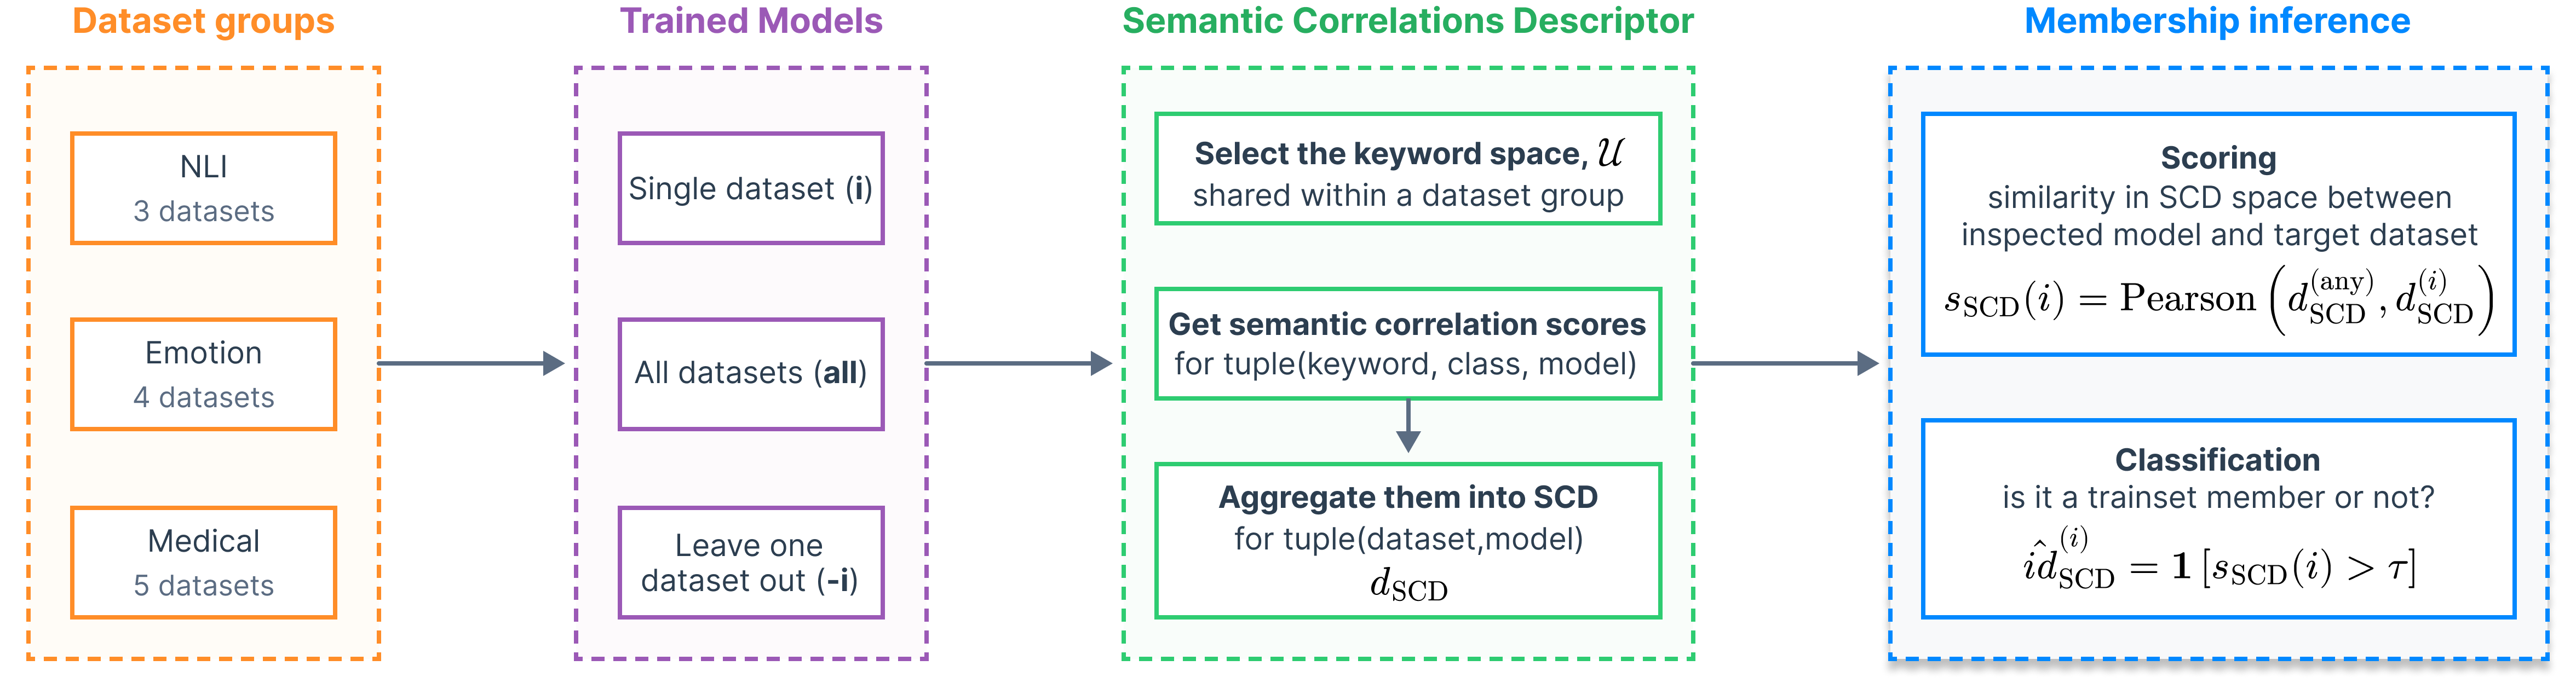 Dataset groups
NLI
3 datasets
Emotion
4 datasets
Medical
5 datasets
Trained Models
Single dataset (i)
All datasets (all)
Leave one
dataset out (-i)
Semantic Correlations Descriptor
Select the keyword space, 𝒰
shared within a dataset group
Get semantic correlation scores
for tuple(keyword, class, model)
Aggregate them into SCD
for tuple(dataset,model)
d_SCD
Membership inference
Scoring
similarity in SCD space between
inspected model and target dataset
s_SCD(i) = Pearson (d_SCD^(any), d_SCD^(i))
Classification
is it a trainset member or not?
îd_SCD^(i) = 1 [s_SCD(i) > τ]